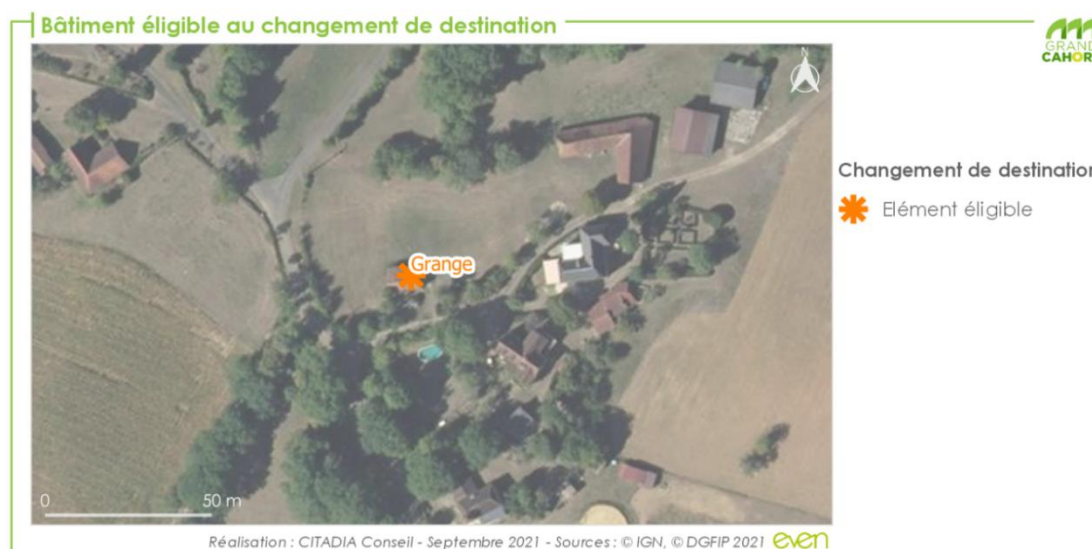 Bâtiment éligible au changement de destination
GRAND
CAHORS
N
Grange
Changement de destination
Elément éligible
0 50 m
Réalisation : CITADIA Conseil - Septembre 2021 - Sources : © IGN, © DGFIP 2021 even